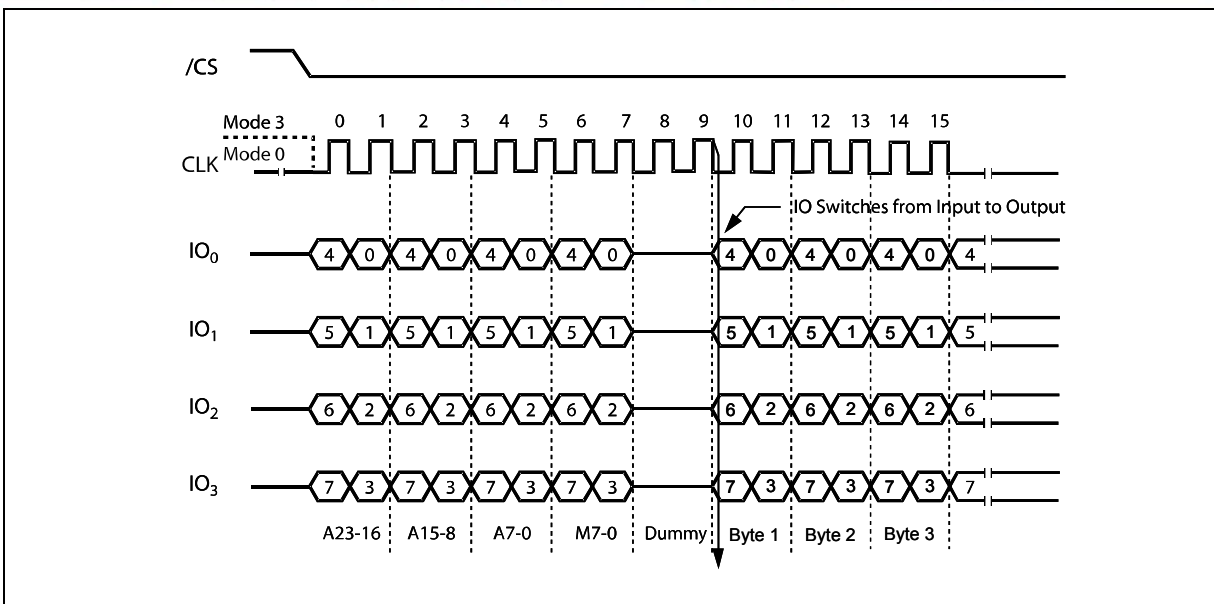 /CS
Mode 3 0 1 2 3 4 5 6 7 8 9 10 11 12 13 14 15
Mode 0
CLK
IO Switches from Input to Output
IO0 4 0 4 0 4 0 4 0 4 0 4 0 4 0 4
IO1 5 1 5 1 5 1 5 1 5 1 5 1 5 1 5
IO2 6 2 6 2 6 2 6 2 6 2 6 2 6 2 6
IO3 7 3 7 3 7 3 7 3 7 3 7 3 7 3 7
A23-16 A15-8 A7-0 M7-0 Dummy Byte 1 Byte 2 Byte 3